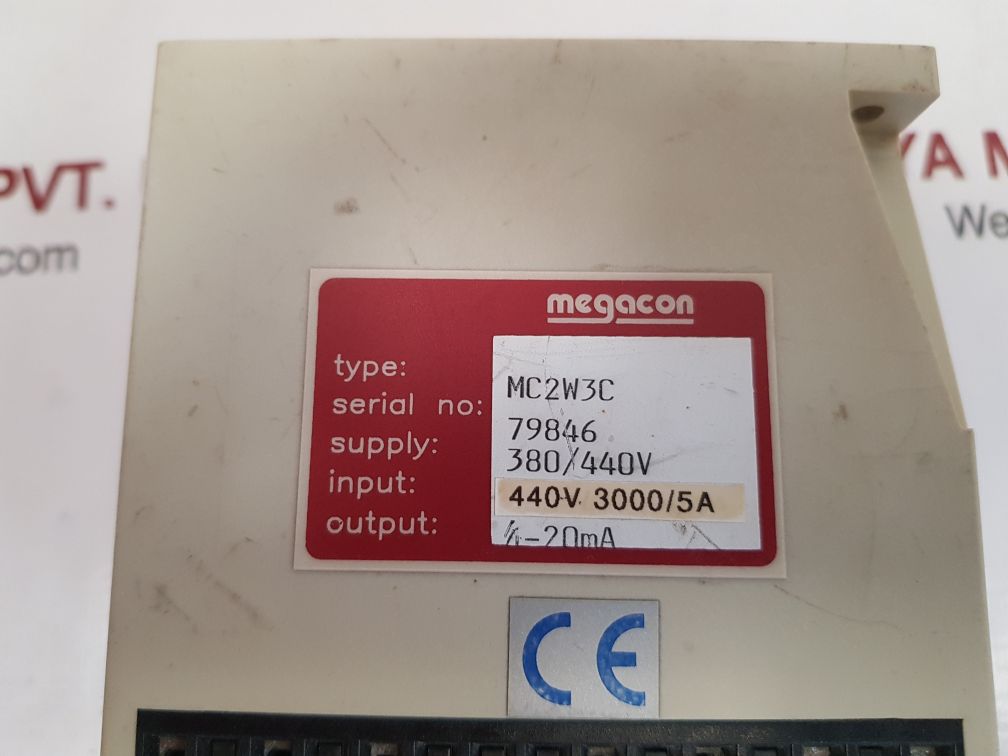 PVT.
YA M
.com
We
megacon
type: MC2W3C
serial no: 79846
supply: 380/440V
input: 440V 3000/5A
output: 4-20mA
CE